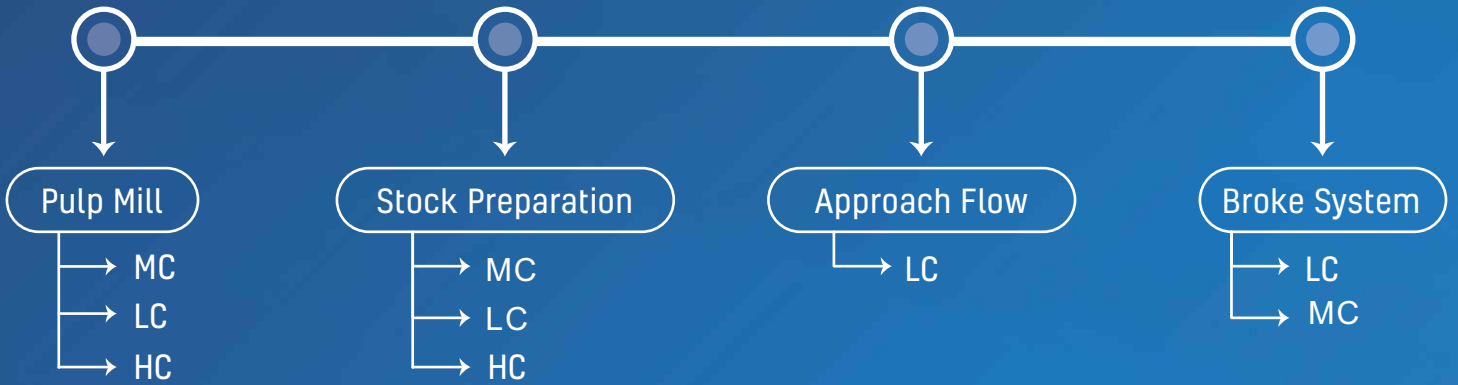 Pulp Mill
MC
LC
HC
Stock Preparation
MC
LC
HC
Approach Flow
LC
Broke System
LC
MC